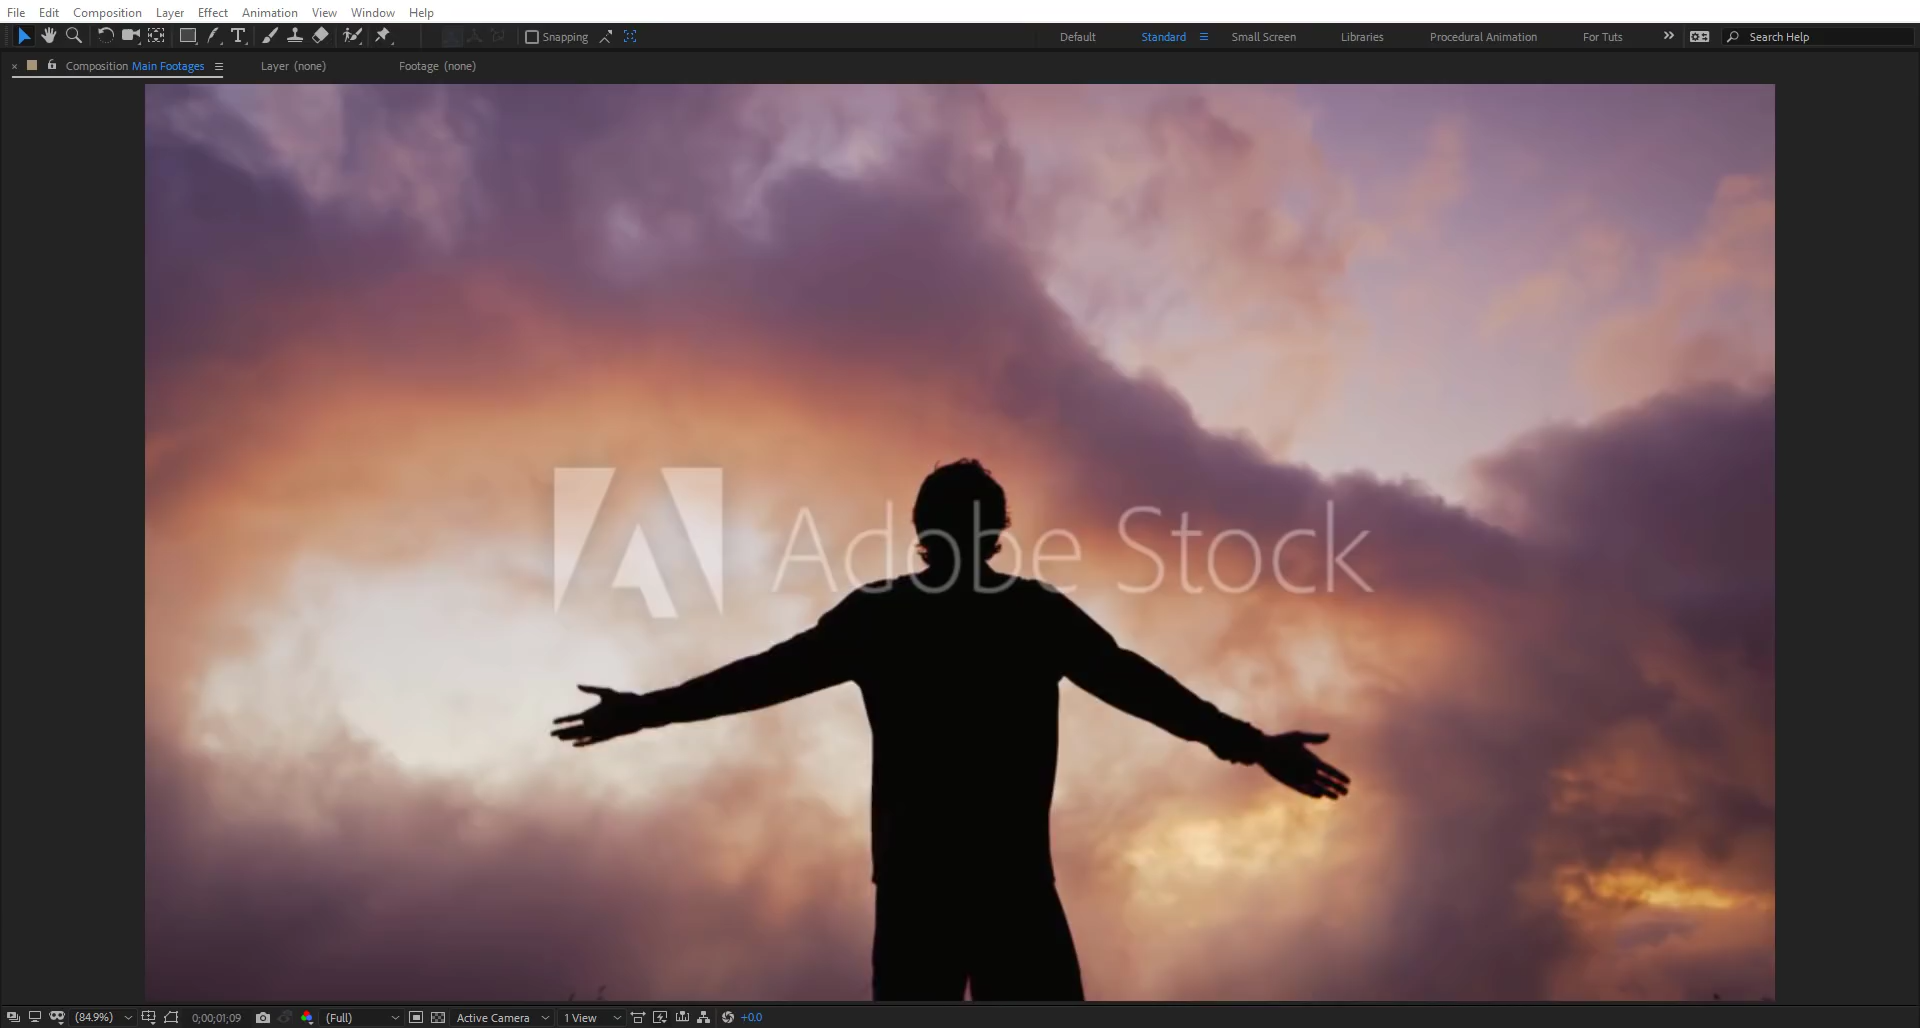 File Edit Composition Layer Effect Animation View Window Help
Snapping Default Standard Small Screen Libraries Procedural Animation For Tuts Search Help
Composition Main Footages Layer (none) Footage (none)
Adobe Stock
(84.9%) 0;00;01;09 (Full) Active Camera 1 View +0.0